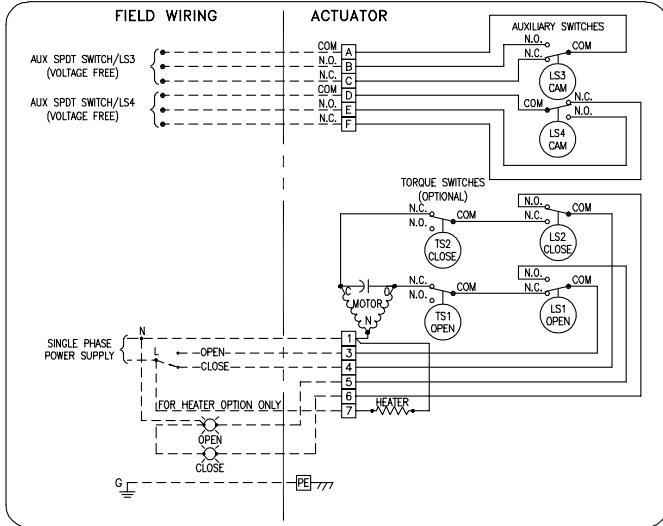 FIELD WIRING
ACTUATOR
AUXILIARY SWITCHES
AUX SPDT SWITCH/LS3
(VOLTAGE FREE)
COM A
N.O. B
N.C. C
AUX SPDT SWITCH/LS4
(VOLTAGE FREE)
COM D
N.O. E
N.C. F
N.O.
COM
N.C.
LS3
CAM
N.C.
COM
N.O.
LS4
CAM
TORQUE SWITCHES
(OPTIONAL)
N.C.
COM
N.O.
TS2
CLOSE
N.O.
COM
N.C.
LS2
CLOSE
C
O
MOTOR
N
N.C.
COM
N.O.
TS1
OPEN
N.O.
COM
N.C.
LS1
OPEN
SINGLE PHASE
POWER SUPPLY
N
L
OPEN
CLOSE
1
3
4
5
6
7
HEATER
FOR HEATER OPTION ONLY
OPEN
CLOSE
G
PE